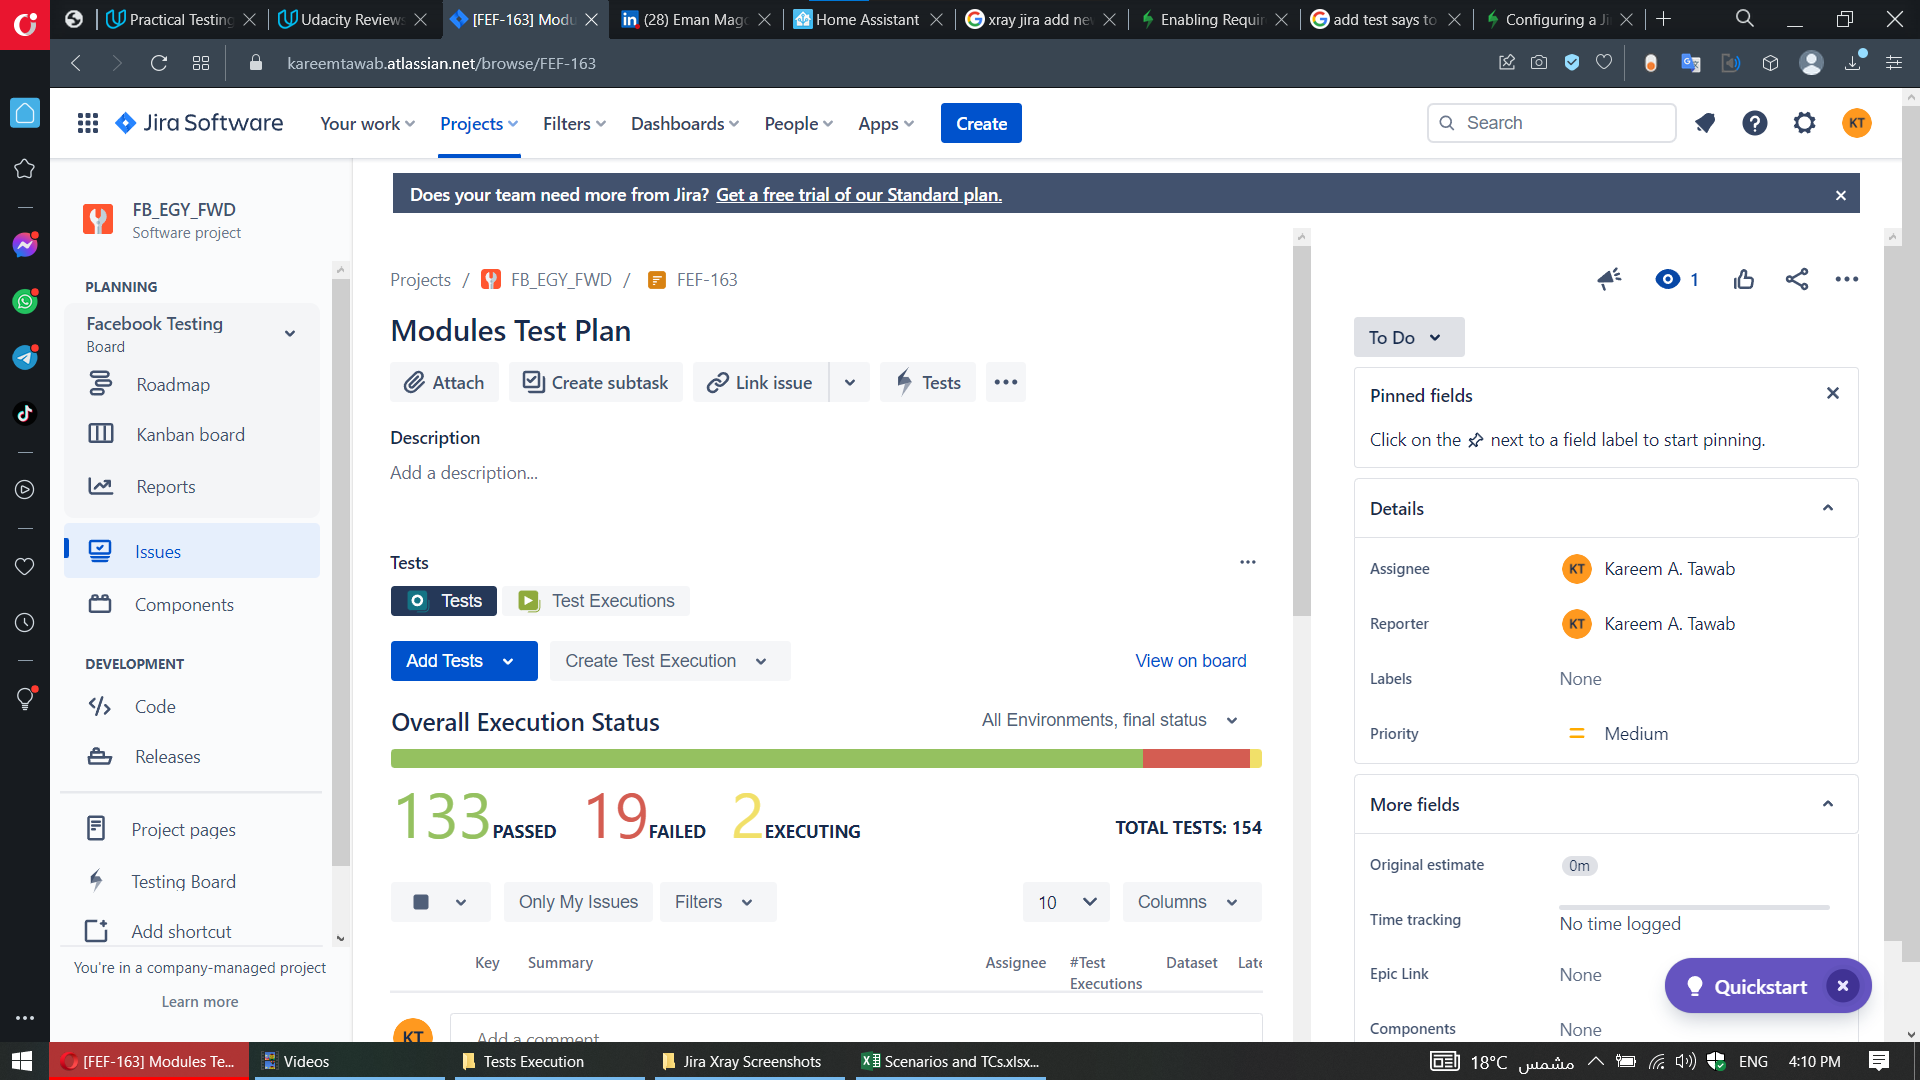 Practical Testing
Udacity Reviews
[FEF-163] Modu
(28) Eman Magd
Home Assistant
xray jira add nev
Enabling Requir
add test says to
Configuring a Ji
kareemtawab.atlassian.net/browse/FEF-163
Jira Software
Your work
Projects
Filters
Dashboards
People
Apps
Create
Search
KT
Does your team need more from Jira? Get a free trial of our Standard plan.
FB_EGY_FWD
Software project
PLANNING
Facebook Testing
Board
Roadmap
Kanban board
Reports
Issues
Components
DEVELOPMENT
Code
Releases
Project pages
Testing Board
Add shortcut
You're in a company-managed project
Learn more
Projects / FB_EGY_FWD / FEF-163
Modules Test Plan
Attach
Create subtask
Link issue
Tests
Description
Add a description...
Tests
Tests
Test Executions
Add Tests
Create Test Execution
View on board
Overall Execution Status
All Environments, final status
133 PASSED
19 FAILED
2 EXECUTING
TOTAL TESTS: 154
Only My Issues
Filters
10
Columns
Key
Summary
Assignee
#Test Executions
Dataset
Late
KT
Add a comment
1
To Do
Pinned fields
Click on the next to a field label to start pinning.
Details
Assignee
KT
Kareem A. Tawab
Reporter
KT
Kareem A. Tawab
Labels
None
Priority
Medium
More fields
Original estimate
0m
Time tracking
No time logged
Epic Link
None
Components
None
Quickstart
[FEF-163] Modules Te...
Videos
Tests Execution
Jira Xray Screenshots
Scenarios and TCs.xlsx...
18°C مشمس
ENG
4:10 PM